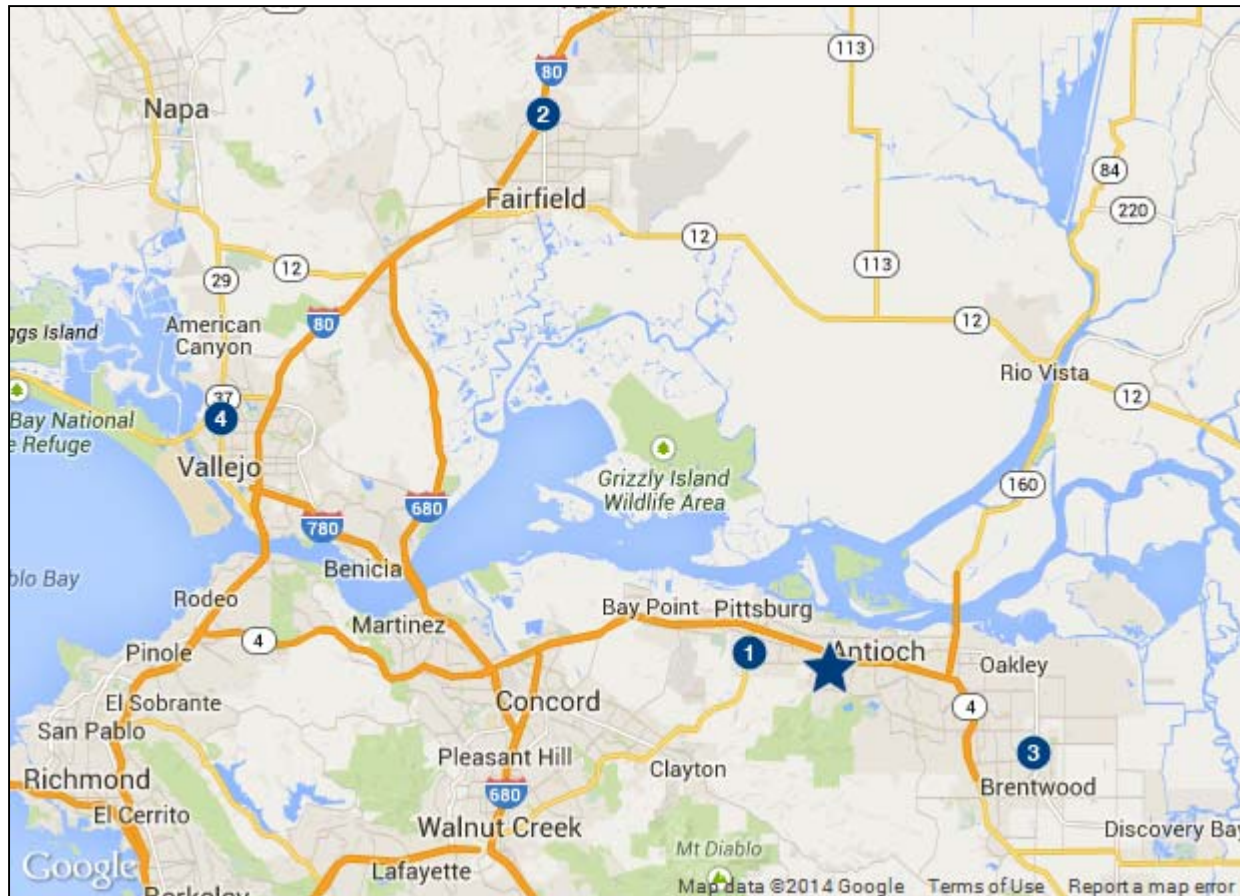 113
80
113
Napa
2
84
Fairfield
220
12
12
113
29
12
80
12
American
Canyon
ggs Island
Rio Vista
37
12
4
Bay National
e Refuge
Vallejo
Grizzly Island
Wildlife Area
160
680
780
Benicia
blo Bay
Rodeo
Bay Point
Pittsburg
Martinez
4
Pinole
1
Antioch
Oakley
El Sobrante
Concord
4
San Pablo
Pleasant Hill
3
Clayton
Richmond
680
Brentwood
El Cerrito
Walnut Creek
Discovery Bay
Mt Diablo
Lafayette
Google
Berkeley
Map data ©2014 Google
Terms of Use
Report a map error